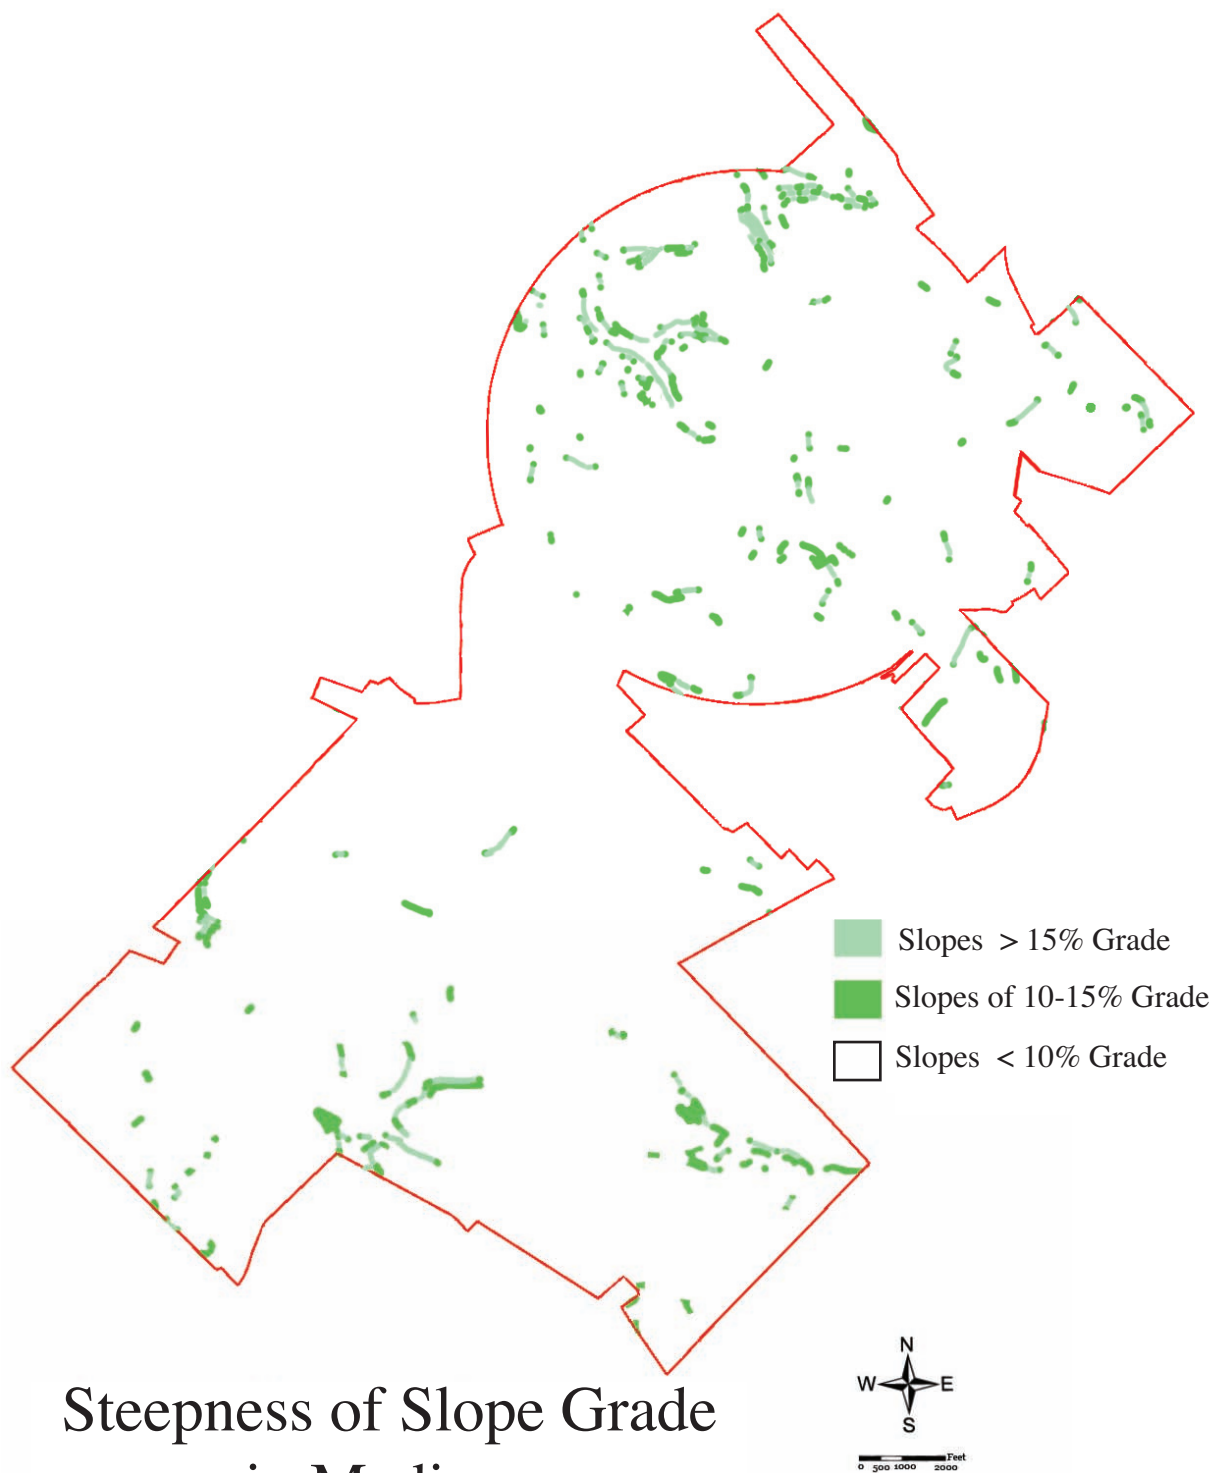 Slopes > 15% Grade
Slopes of 10-15% Grade
Slopes < 10% Grade
N
W E
S
Feet
0 500 1000 2000
Steepness of Slope Grade
in